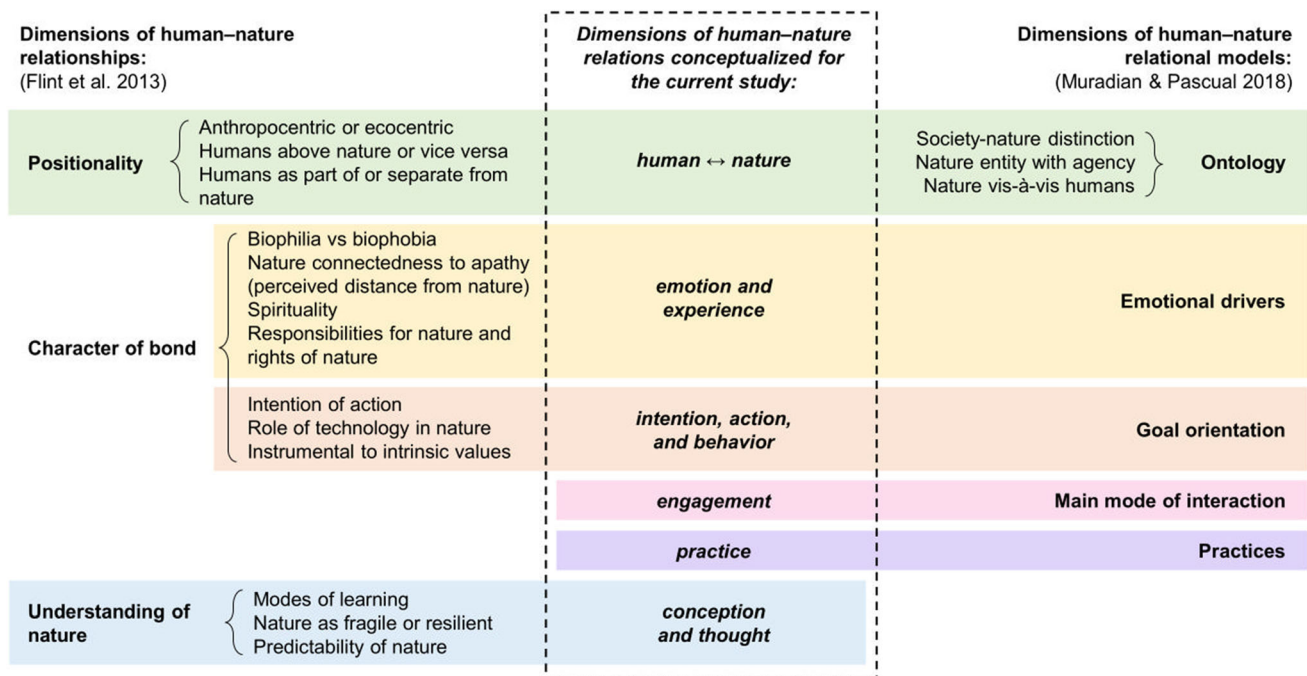 Dimensions of human–nature
relationships:
(Flint et al. 2013)
Dimensions of human–nature
relations conceptualized for
the current study:
Dimensions of human–nature
relational models:
(Muradian & Pascual 2018)
Positionality
Anthropocentric or ecocentric
Humans above nature or vice versa
Humans as part of or separate from
nature
human ↔ nature
Society-nature distinction
Nature entity with agency
Nature vis-à-vis humans
Ontology
Character of bond
Biophilia vs biophobia
Nature connectedness to apathy
(perceived distance from nature)
Spirituality
Responsibilities for nature and
rights of nature
emotion and
experience
Emotional drivers
Intention of action
Role of technology in nature
Instrumental to intrinsic values
intention, action,
and behavior
Goal orientation
engagement
Main mode of interaction
practice
Practices
Understanding of
nature
Modes of learning
Nature as fragile or resilient
Predictability of nature
conception
and thought